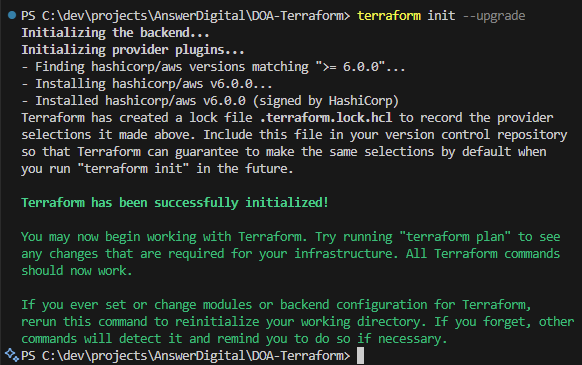 PS C:\dev\projects\AnswerDigital\DOA-Terraform> terraform init --upgrade
Initializing the backend...
Initializing provider plugins...
- Finding hashicorp/aws versions matching ">= 6.0.0"...
- Installing hashicorp/aws v6.0.0...
- Installed hashicorp/aws v6.0.0 (signed by HashiCorp)
Terraform has created a lock file .terraform.lock.hcl to record the provider
selections it made above. Include this file in your version control repository
so that Terraform can guarantee to make the same selections by default when
you run "terraform init" in the future.
Terraform has been successfully initialized!
You may now begin working with Terraform. Try running "terraform plan" to see
any changes that are required for your infrastructure. All Terraform commands
should now work.
If you ever set or change modules or backend configuration for Terraform,
rerun this command to reinitialize your working directory. If you forget, other
commands will detect it and remind you to do so if necessary.
PS C:\dev\projects\AnswerDigital\DOA-Terraform>